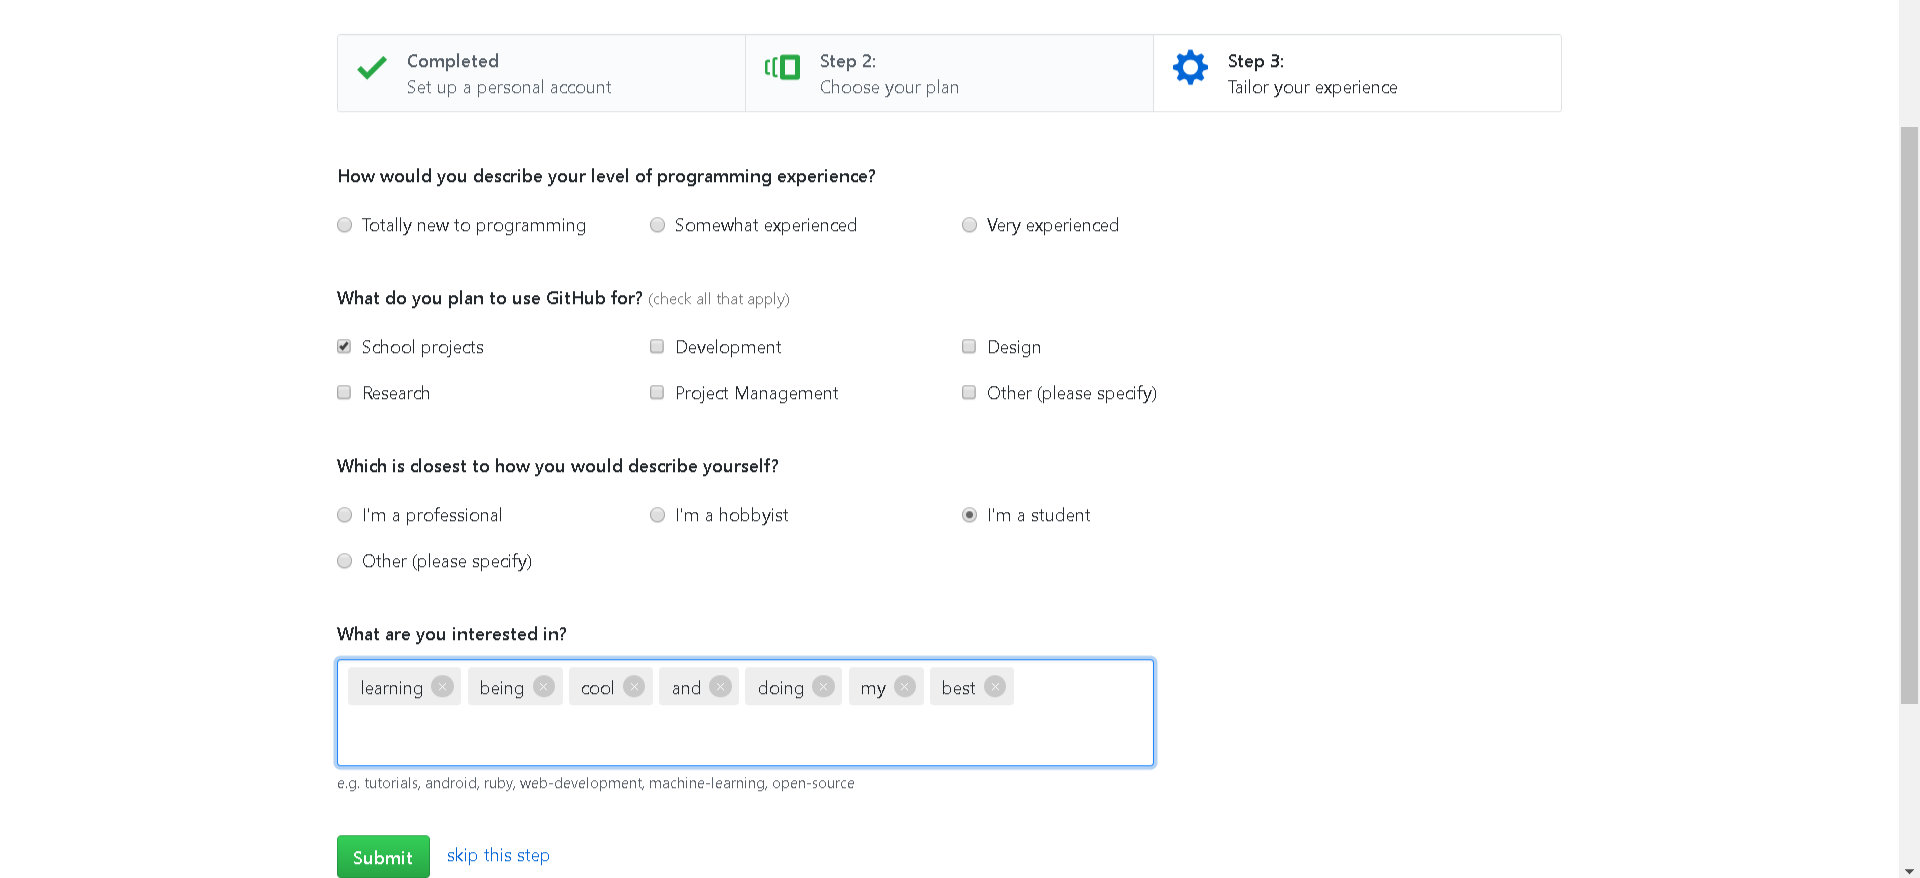 Completed
Set up a personal account
Step 2:
Choose your plan
Step 3:
Tailor your experience
How would you describe your level of programming experience?
Totally new to programming Somewhat experienced Very experienced
What do you plan to use GitHub for? (check all that apply)
School projects Development Design
Research Project Management Other (please specify)
Which is closest to how you would describe yourself?
I'm a professional I'm a hobbyist I'm a student
Other (please specify)
What are you interested in?
learning being cool and doing my best
e.g. tutorials, android, ruby, web-development, machine-learning, open-source
Submit skip this step